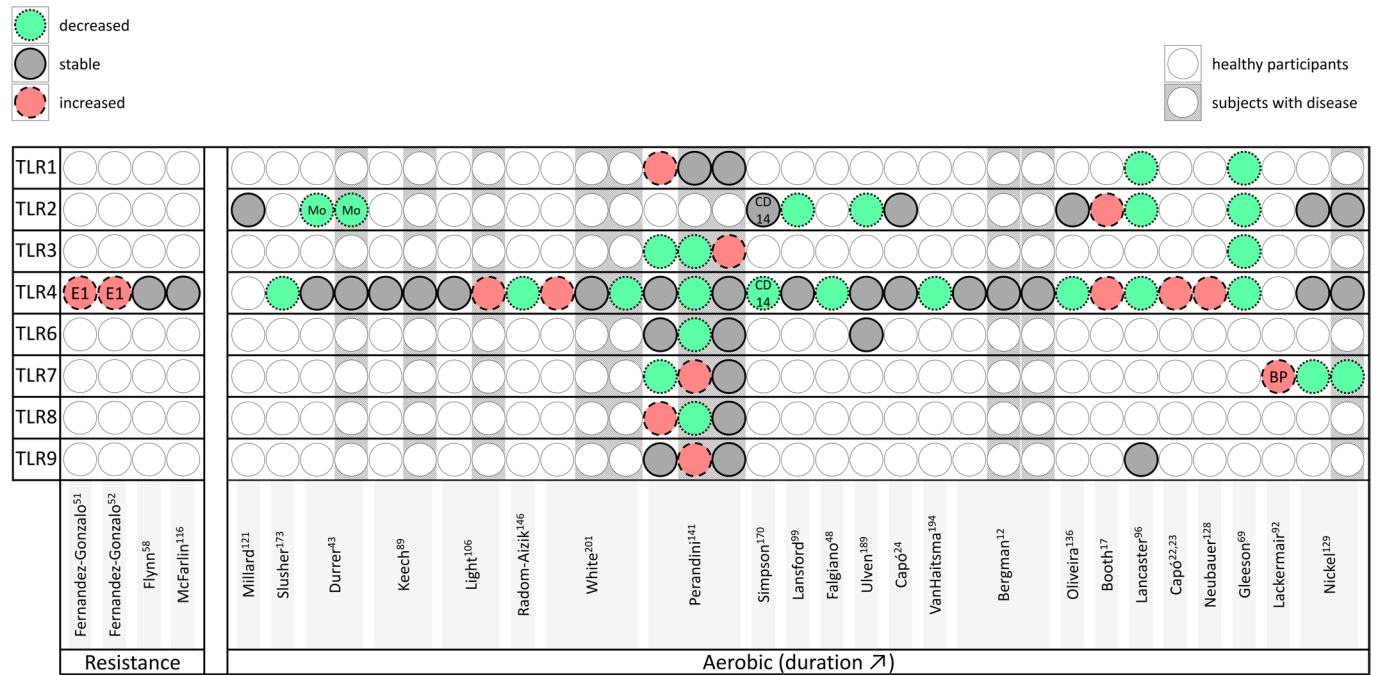 decreased
stable
increased
healthy participants
subjects with disease
TLR1
TLR2 Mo Mo CD 14
TLR3
TLR4 E1 E1 CD 14
TLR6
TLR7 BP
TLR8
TLR9
Fernandez-Gonzalo51
Fernandez-Gonzalo52
Flynn58
McFarlin116
Millard121
Slusher173
Durrer43
Keech89
Light106
Radom-Aizik146
White201
Perandini141
Simpson170
Lansford99
Falgiano48
Ulven189
Capó24
VanHaitsma194
Bergman12
Oliveira136
Booth17
Lancaster96
Capó22,23
Neubauer128
Gleeson69
Lackermair92
Nickel129
Resistance
Aerobic (duration ↗)